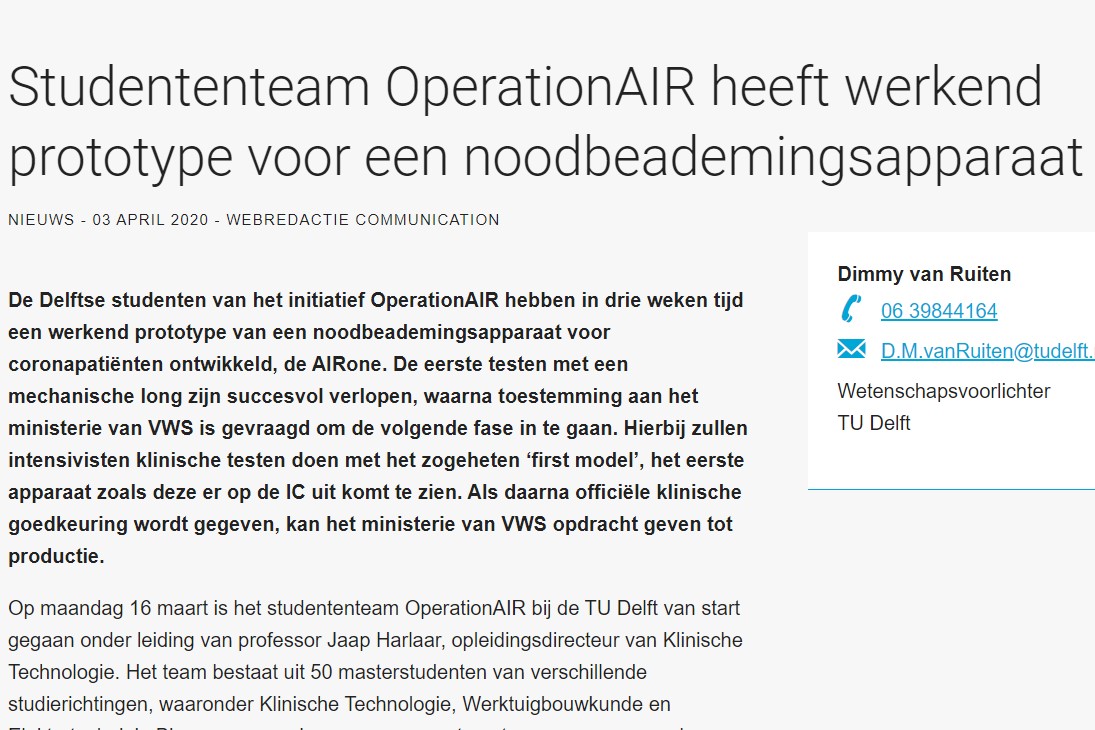 Studententeam OperationAIR heeft werkend
prototype voor een noodbeademingsapparaat
NIEUWS - 03 APRIL 2020 - WEBREDACTIE COMMUNICATION
De Delftse studenten van het initiatief OperationAIR hebben in drie weken tijd
een werkend prototype van een noodbeademingsapparaat voor
coronapatiënten ontwikkeld, de AIRone. De eerste testen met een
mechanische long zijn succesvol verlopen, waarna toestemming aan het
ministerie van VWS is gevraagd om de volgende fase in te gaan. Hierbij zullen
intensivisten klinische testen doen met het zogeheten ‘first model’, het eerste
apparaat zoals deze er op de IC uit komt te zien. Als daarna officiële klinische
goedkeuring wordt gegeven, kan het ministerie van VWS opdracht geven tot
productie.
Op maandag 16 maart is het studententeam OperationAIR bij de TU Delft van start
gegaan onder leiding van professor Jaap Harlaar, opleidingsdirecteur van Klinische
Technologie. Het team bestaat uit 50 masterstudenten van verschillende
studierichtingen, waaronder Klinische Technologie, Werktuigbouwkunde en
Dimmy van Ruiten
06 39844164
D.M.vanRuiten@tudelft.
Wetenschapsvoorlichter
TU Delft